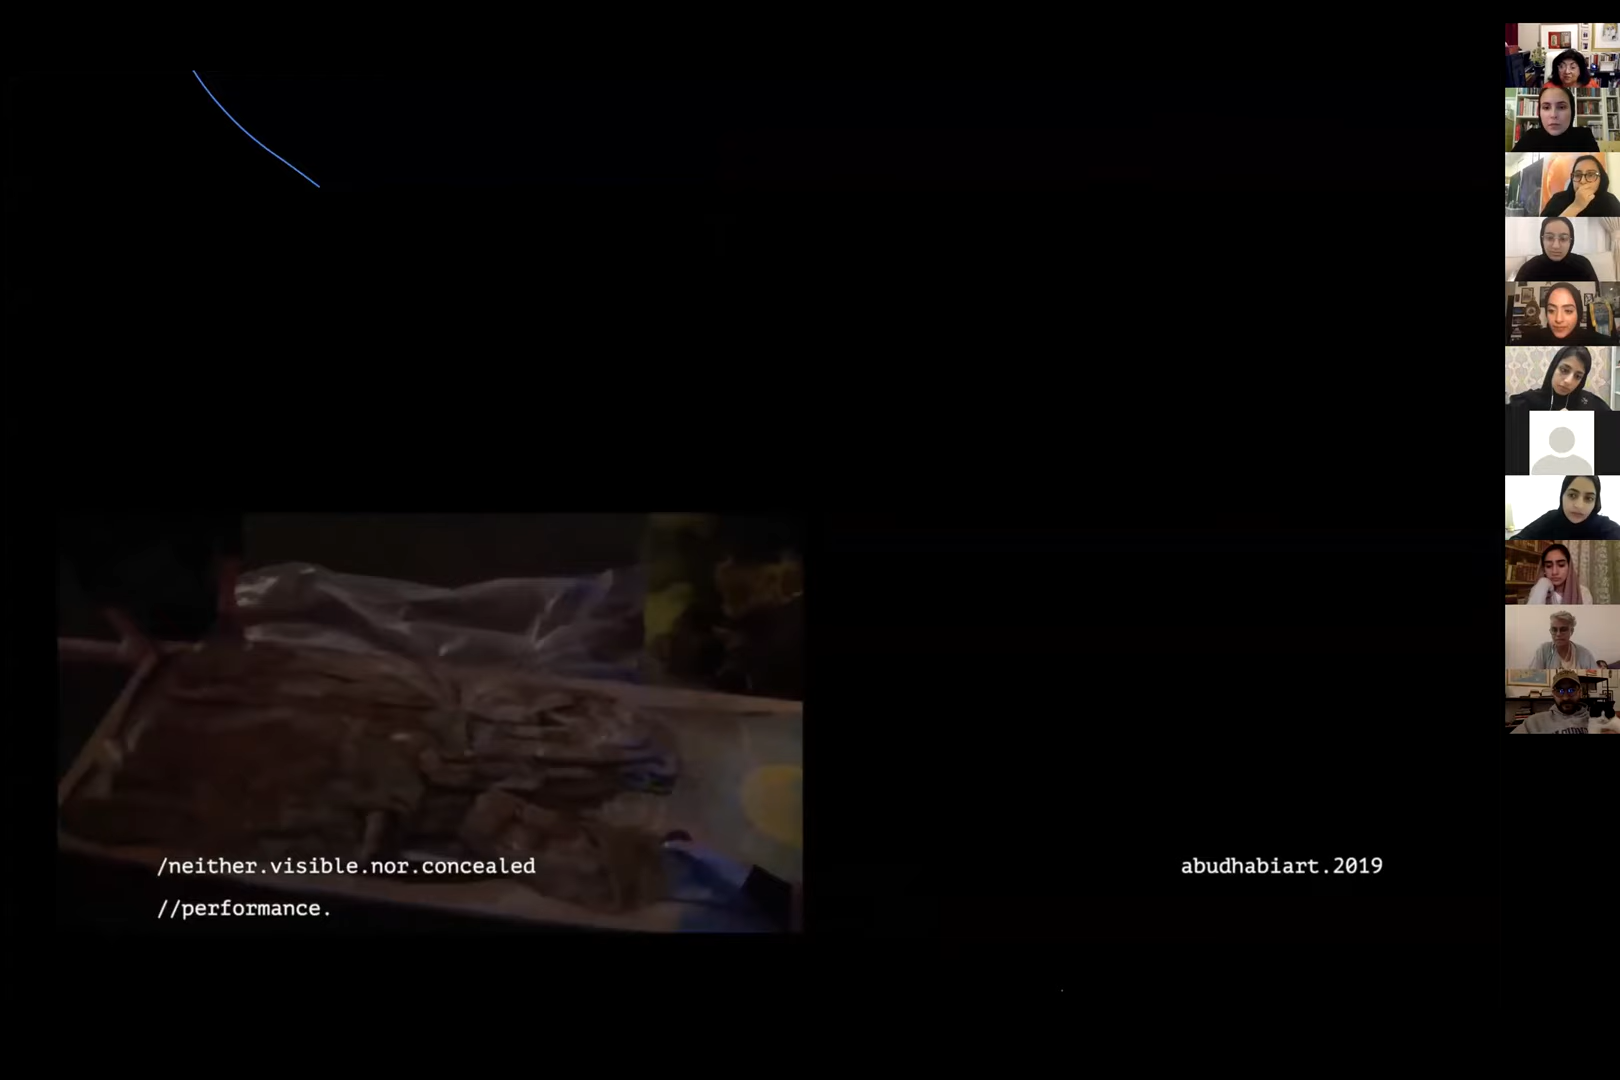 /neither.visible.nor.concealed
abudhabiart.2019
//performance.